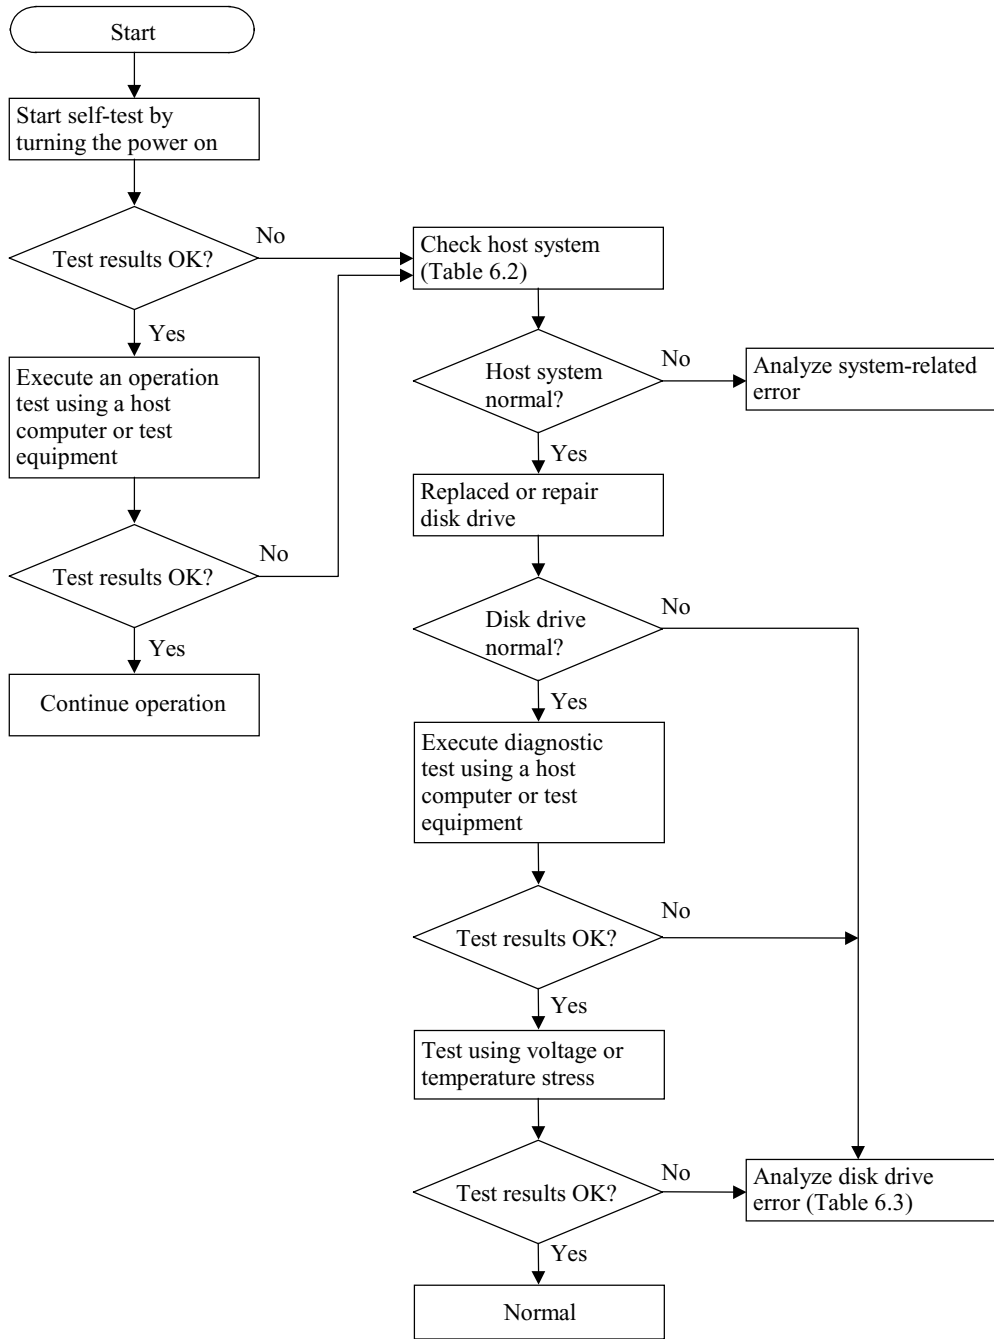 Start
Start self-test by
turning the power on
Test results OK?
No
Yes
Execute an operation
test using a host
computer or test
equipment
Test results OK?
No
Yes
Continue operation
Check host system
(Table 6.2)
Host system
normal?
No
Analyze system-related
error
Yes
Replaced or repair
disk drive
Disk drive
normal?
No
Yes
Execute diagnostic
test using a host
computer or test
equipment
Test results OK?
No
Yes
Test using voltage or
temperature stress
Test results OK?
No
Analyze disk drive
error (Table 6.3)
Yes
Normal